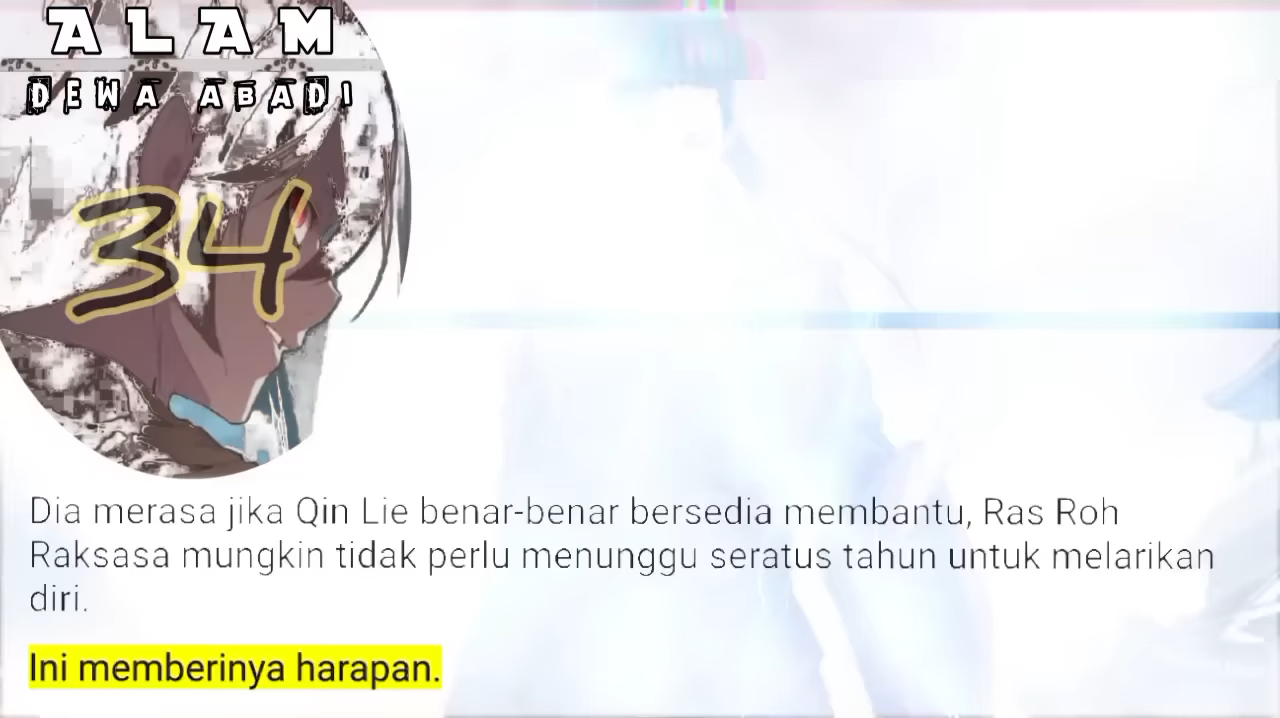 ALAM
DEWA ABADI
34
Dia merasa jika Qin Lie benar-benar bersedia membantu, Ras Roh
Raksasa mungkin tidak perlu menunggu seratus tahun untuk melarikan
diri.
Ini memberinya harapan.